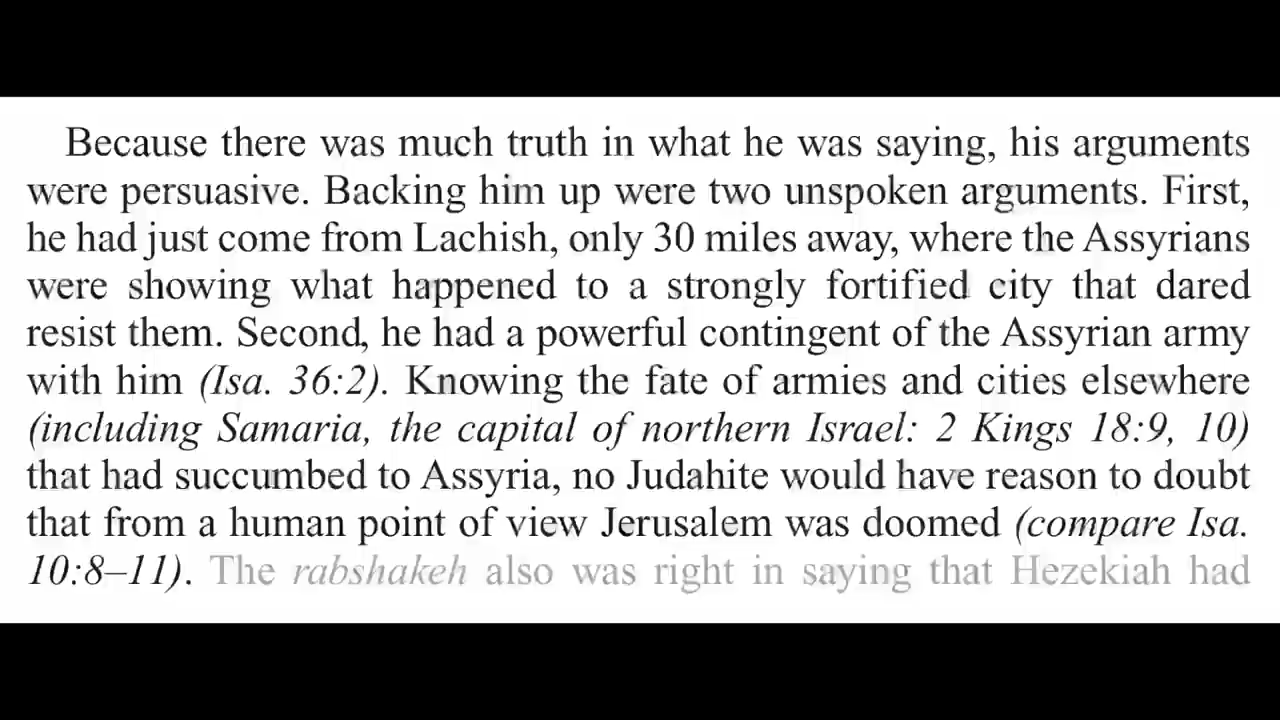 Because there was much truth in what he was saying, his arguments
were persuasive. Backing him up were two unspoken arguments. First,
he had just come from Lachish, only 30 miles away, where the Assyrians
were showing what happened to a strongly fortified city that dared
resist them. Second, he had a powerful contingent of the Assyrian army
with him (Isa. 36:2). Knowing the fate of armies and cities elsewhere
(including Samaria, the capital of northern Israel: 2 Kings 18:9, 10)
that had succumbed to Assyria, no Judahite would have reason to doubt
that from a human point of view Jerusalem was doomed (compare Isa.
10:8–11). The rabshakeh also was right in saying that Hezekiah had